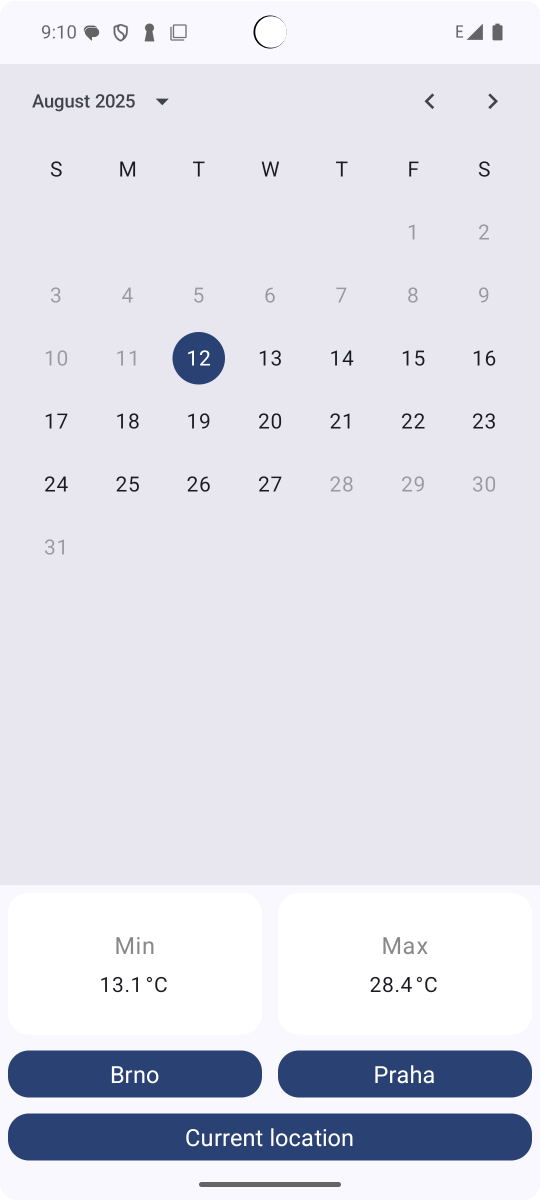 9:10 E
August 2025
S M T W T F S
1 2
3 4 5 6 7 8 9
10 11 12 13 14 15 16
17 18 19 20 21 22 23
24 25 26 27 28 29 30
31
Min Max
13.1°C 28.4°C
Brno Praha
Current location